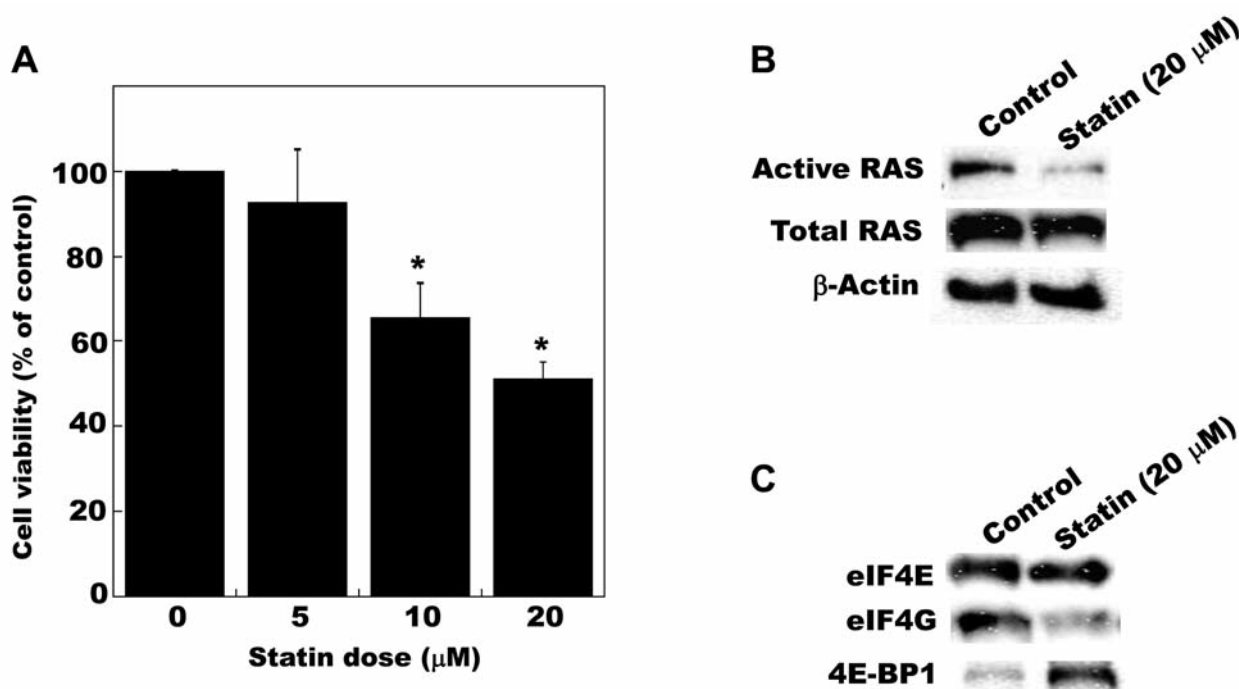 A
Cell viability (% of control)
100
80
60
40
20
0
*
*
0 5 10 20
Statin dose (μM)
B
Control Statin (20 μM)
Active RAS
Total RAS
β-Actin
C
Control Statin (20 μM)
eIF4E
eIF4G
4E-BP1